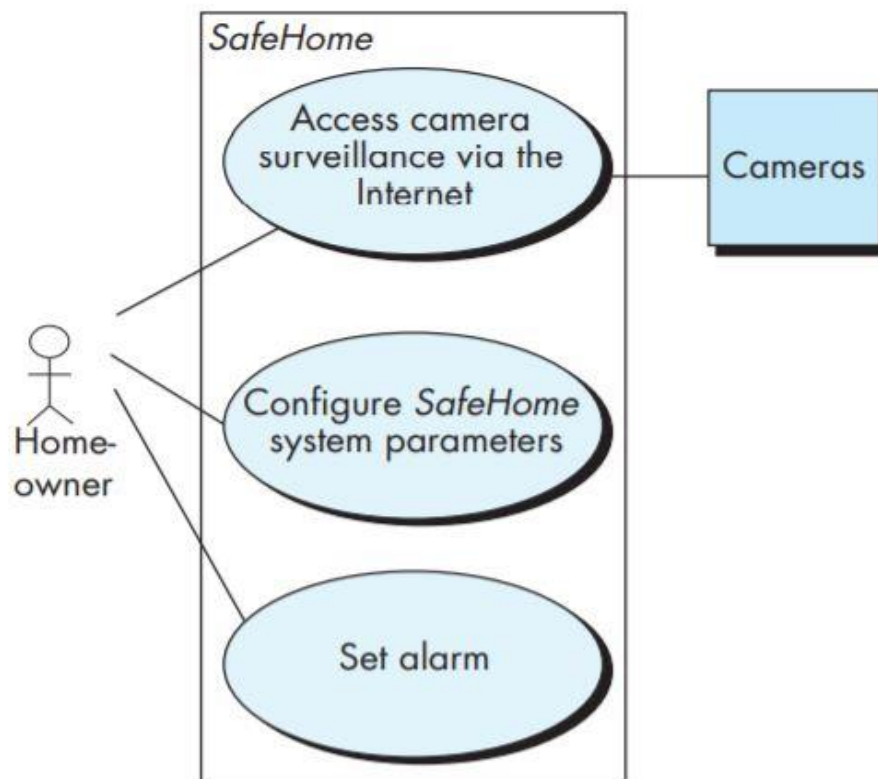 SafeHome
Access camera
surveillance via the
Internet
Cameras
Configure SafeHome
system parameters
Home-
owner
Set alarm